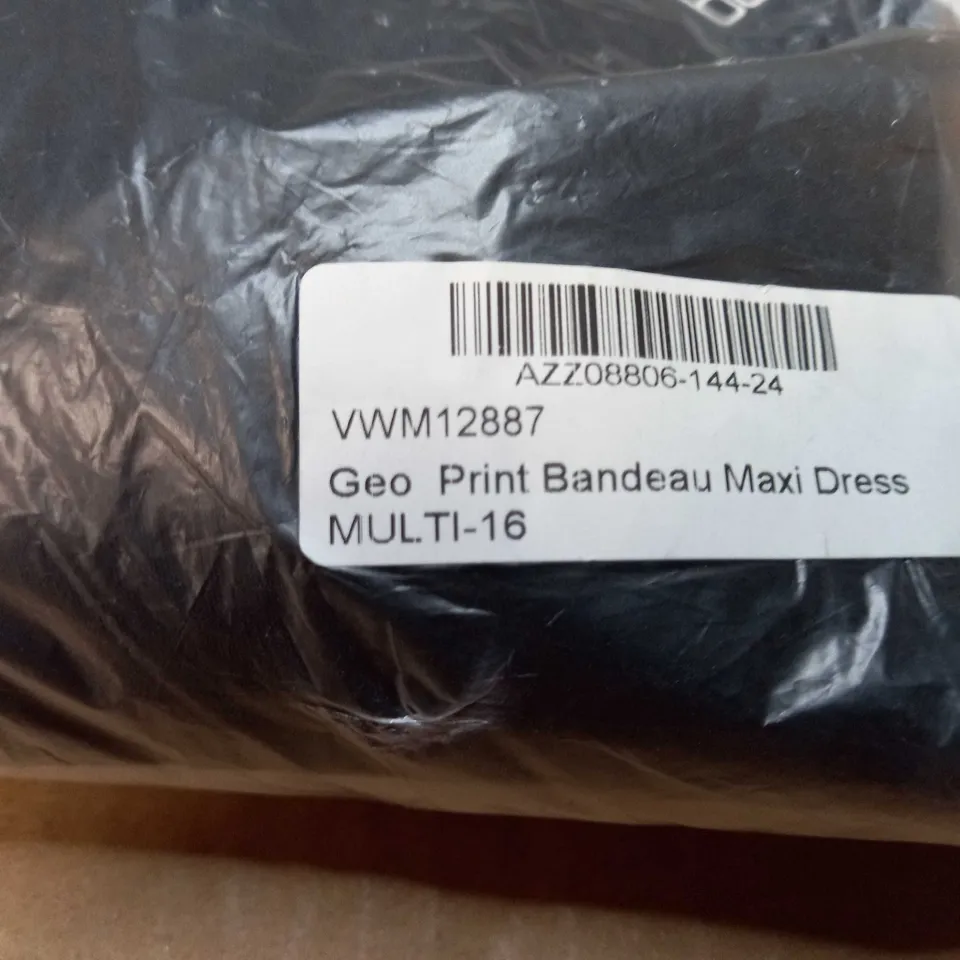 AZZ08806-144-24
VWM12887
Geo Print Bandeau Maxi Dress
MULTI-16